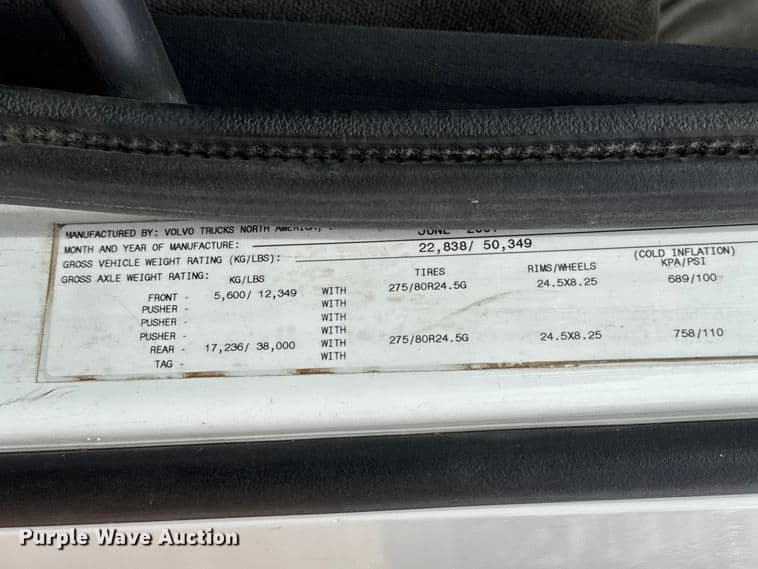 MANUFACTURED BY: VOLVO TRUCKS NORTH AMERICA,
MONTH AND YEAR OF MANUFACTURE: JUNE
GROSS VEHICLE WEIGHT RATING (KG/LBS): 22,838/ 50,349
GROSS AXLE WEIGHT RATING: KG/LBS TIRES RIMS/WHEELS (COLD INFLATION) KPA/PSI
FRONT - 5,600/ 12,349 WITH 275/80R24.5G 24.5X8.25 689/100
PUSHER - WITH
PUSHER - WITH
PUSHER - WITH
REAR - 17,236/ 38,000 WITH 275/80R24.5G 24.5X8.25 758/110
TAG - WITH
Purple Wave Auction